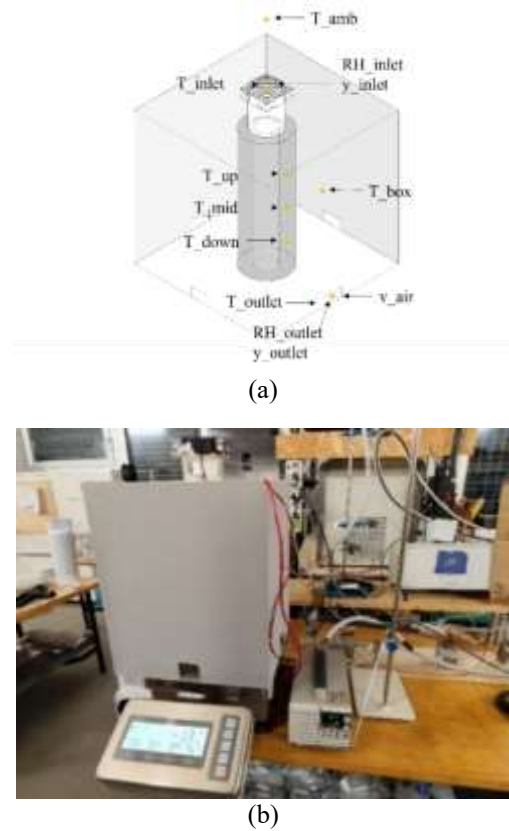 T_amb
RH_inlet
T_inlet
y_inlet
T_up
T_box
T_mid
T_down
T_outlet
v_air
RH_outlet
y_outlet
(a)
(b)